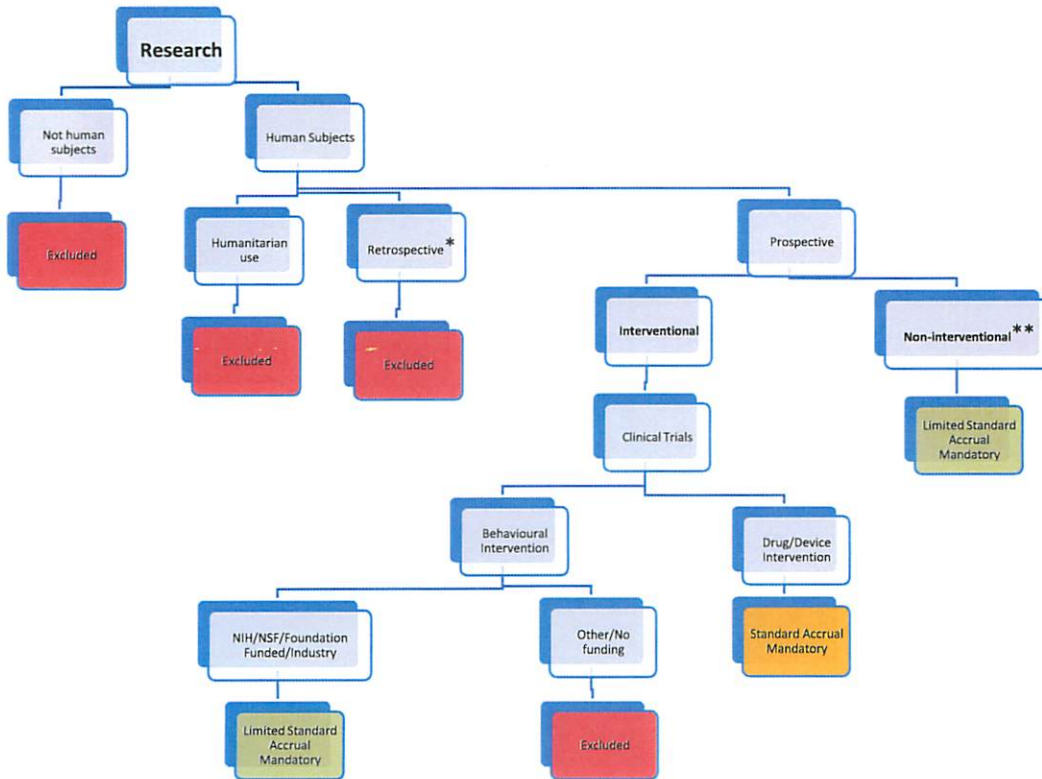 Research
Not human
subjects
Human Subjects
Excluded
Humanitarian
use
Retrospective*
Prospective
Excluded
Excluded
Interventional
Non-interventional**
Clinical Trials
Limited Standard
Accrual
Mandatory
Behavioural
Intervention
Drug/Device
Intervention
NIH/NSF/Foundation
Funded/Industry
Other/No
funding
Standard Accrual
Mandatory
Limited Standard
Accrual
Mandatory
Excluded